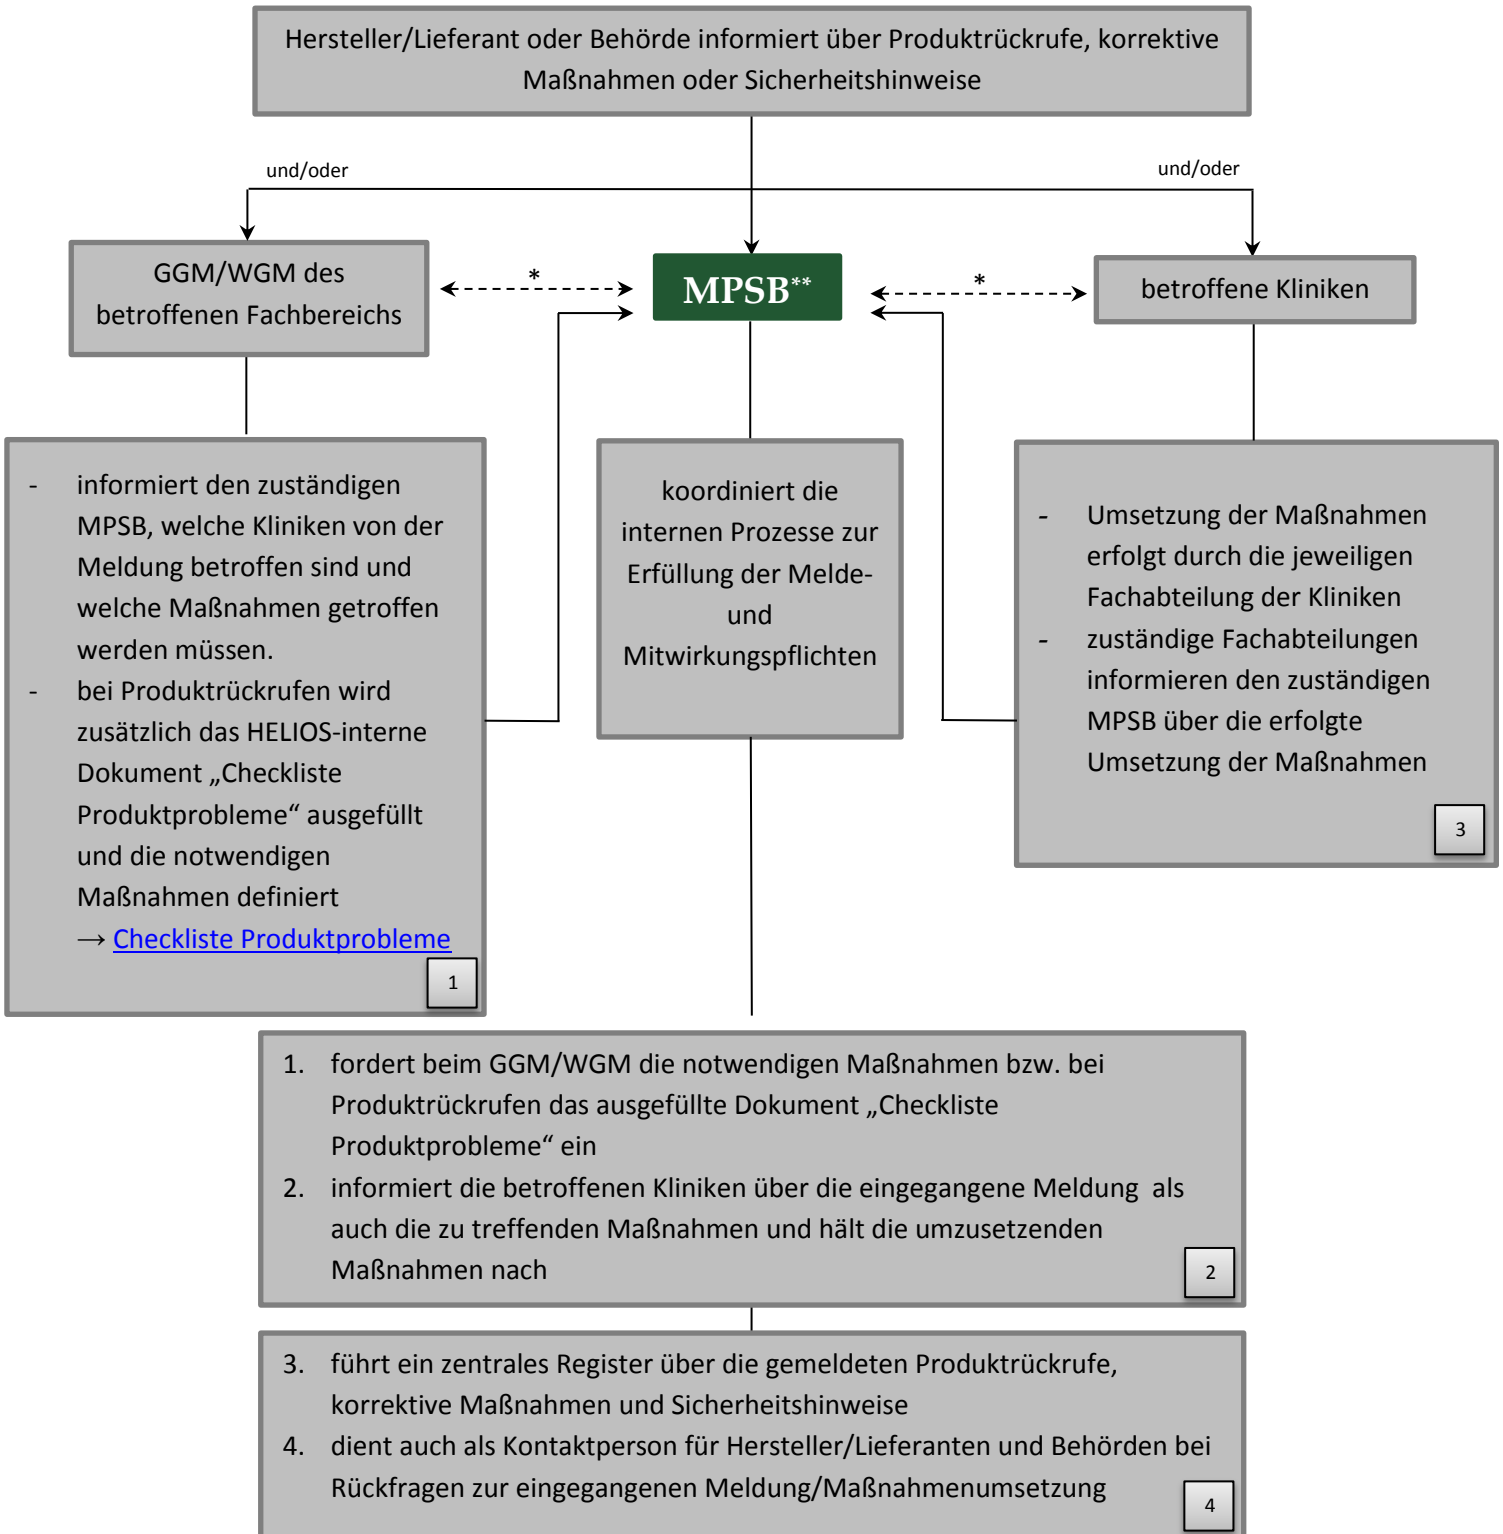 Hersteller/Lieferant oder Behörde informiert über Produktrückrufe, korrektive
Maßnahmen oder Sicherheitshinweise
und/oder
und/oder
GGM/WGM des
betroffenen Fachbereichs
*
MPSB**
*
betroffene Kliniken
- informiert den zuständigen
MPSB, welche Kliniken von der
Meldung betroffen sind und
welche Maßnahmen getroffen
werden müssen.
- bei Produktrückrufen wird
zusätzlich das HELIOS-interne
Dokument „Checkliste
Produktprobleme“ ausgefüllt
und die notwendigen
Maßnahmen definiert
→ Checkliste Produktprobleme
1
koordiniert die
internen Prozesse zur
Erfüllung der Melde-
und
Mitwirkungspflichten
- Umsetzung der Maßnahmen
erfolgt durch die jeweiligen
Fachabteilung der Kliniken
- zuständige Fachabteilungen
informieren den zuständigen
MPSB über die erfolgte
Umsetzung der Maßnahmen
3
1. fordert beim GGM/WGM die notwendigen Maßnahmen bzw. bei
Produktrückrufen das ausgefüllte Dokument „Checkliste
Produktprobleme“ ein
2. informiert die betroffenen Kliniken über die eingegangene Meldung als
auch die zu treffenden Maßnahmen und hält die umzusetzenden
Maßnahmen nach
2
3. führt ein zentrales Register über die gemeldeten Produktrückrufe,
korrektive Maßnahmen und Sicherheitshinweise
4. dient auch als Kontaktperson für Hersteller/Lieferanten und Behörden bei
Rückfragen zur eingegangenen Meldung/Maßnahmenumsetzung
4